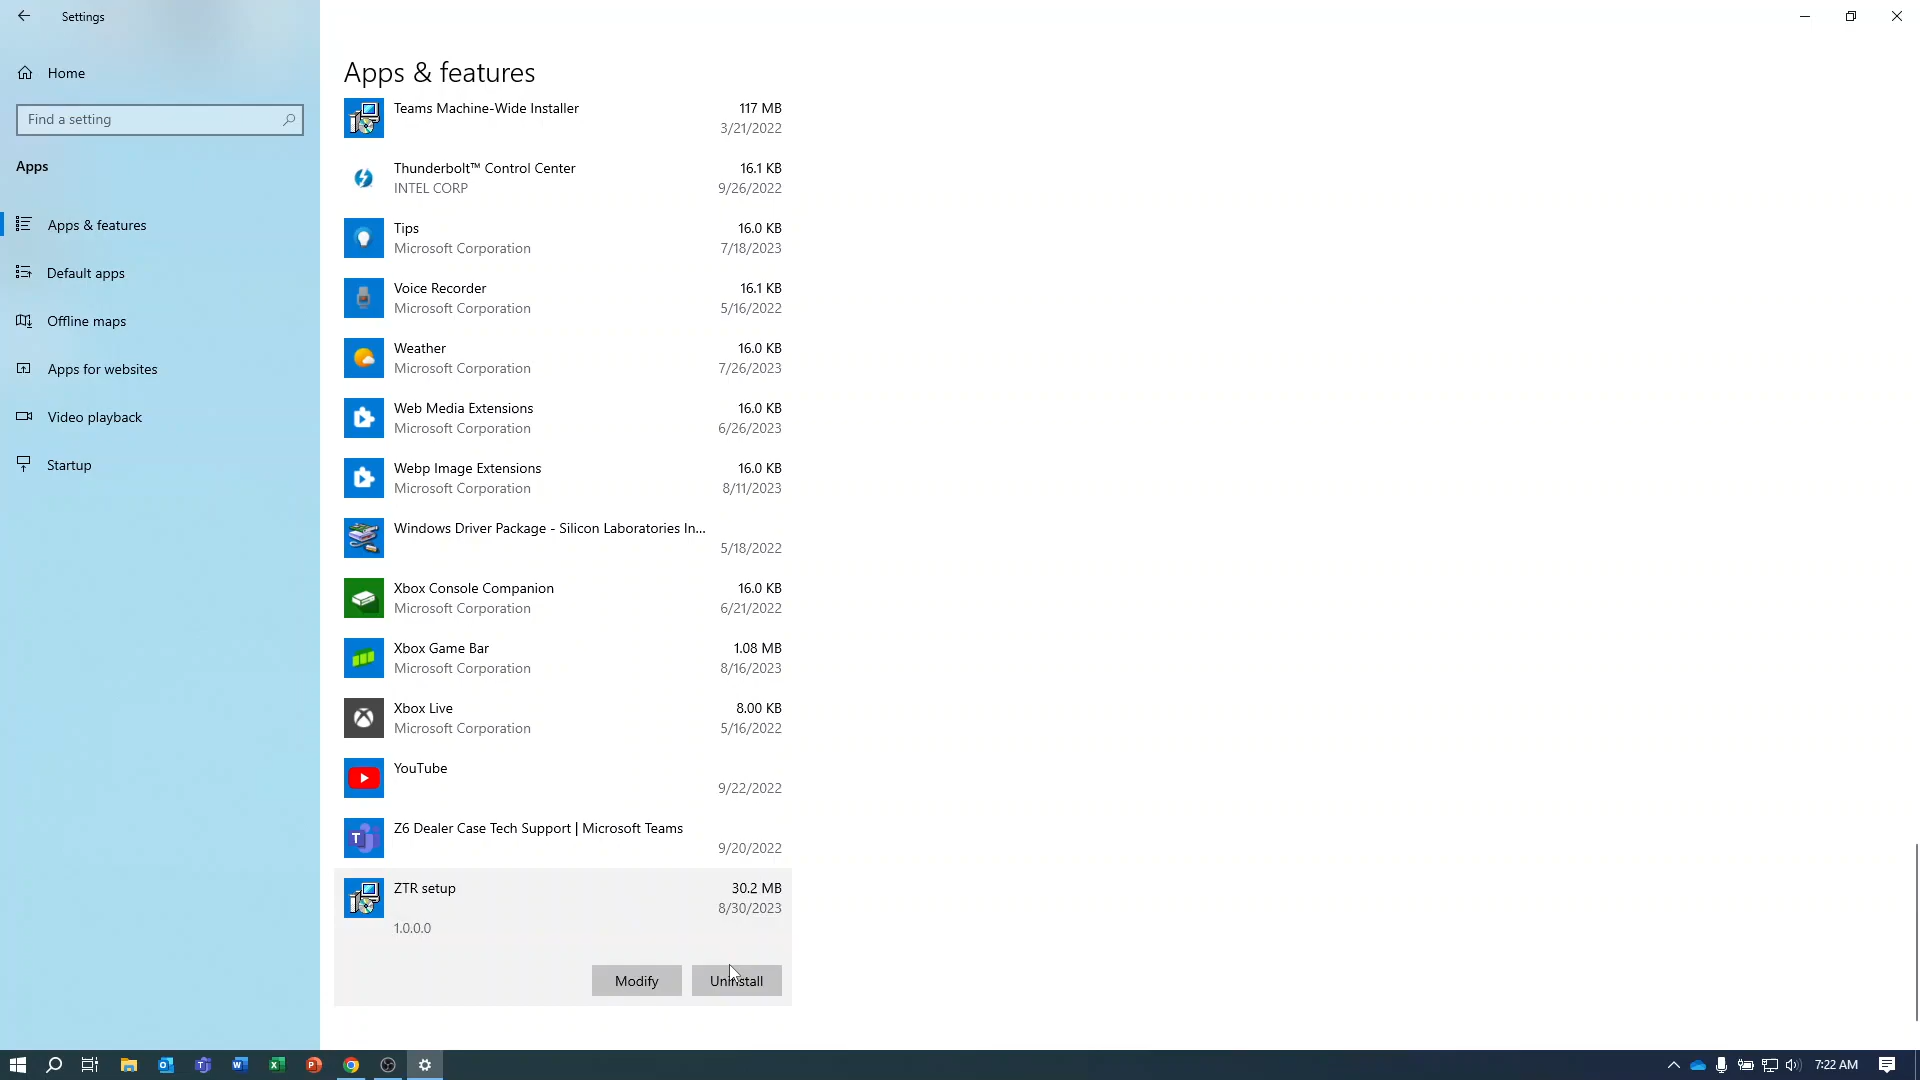 Settings
Home
Find a setting
Apps
Apps & features
Default apps
Offline maps
Apps for websites
Video playback
Startup
Apps & features
Teams Machine-Wide Installer 117 MB
3/21/2022
Thunderbolt™ Control Center 16.1 KB
INTEL CORP 9/26/2022
Tips 16.0 KB
Microsoft Corporation 7/18/2023
Voice Recorder 16.1 KB
Microsoft Corporation 5/16/2022
Weather 16.0 KB
Microsoft Corporation 7/26/2023
Web Media Extensions 16.0 KB
Microsoft Corporation 6/26/2023
Webp Image Extensions 16.0 KB
Microsoft Corporation 8/11/2023
Windows Driver Package - Silicon Laboratories In...
5/18/2022
Xbox Console Companion 16.0 KB
Microsoft Corporation 6/21/2022
Xbox Game Bar 1.08 MB
Microsoft Corporation 8/16/2023
Xbox Live 8.00 KB
Microsoft Corporation 5/16/2022
YouTube
9/22/2022
Z6 Dealer Case Tech Support | Microsoft Teams
9/20/2022
ZTR setup 30.2 MB
8/30/2023
1.0.0.0
Modify Uninstall
7:22 AM